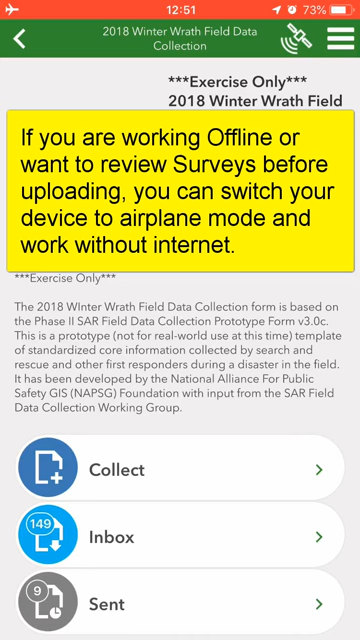 12:51
73%
2018 Winter Wrath Field Data
Collection
***Exercise Only***
2018 Winter Wrath Field
If you are working Offline or
want to review Surveys before
uploading, you can switch your
device to airplane mode and
work without internet.
***Exercise Only***
The 2018 WInter Wrath Field Data Collection form is based on
the Phase II SAR Field Data Collection Prototype Form v3.0c.
This is a prototype (not for real-world use at this time) template
of standardized core information collected by search and
rescue and other first responders during a disaster in the field.
It has been developed by the National Alliance For Public
Safety GIS (NAPSG) Foundation with input from the SAR Field
Data Collection Working Group.
Collect
149
Inbox
9
Sent